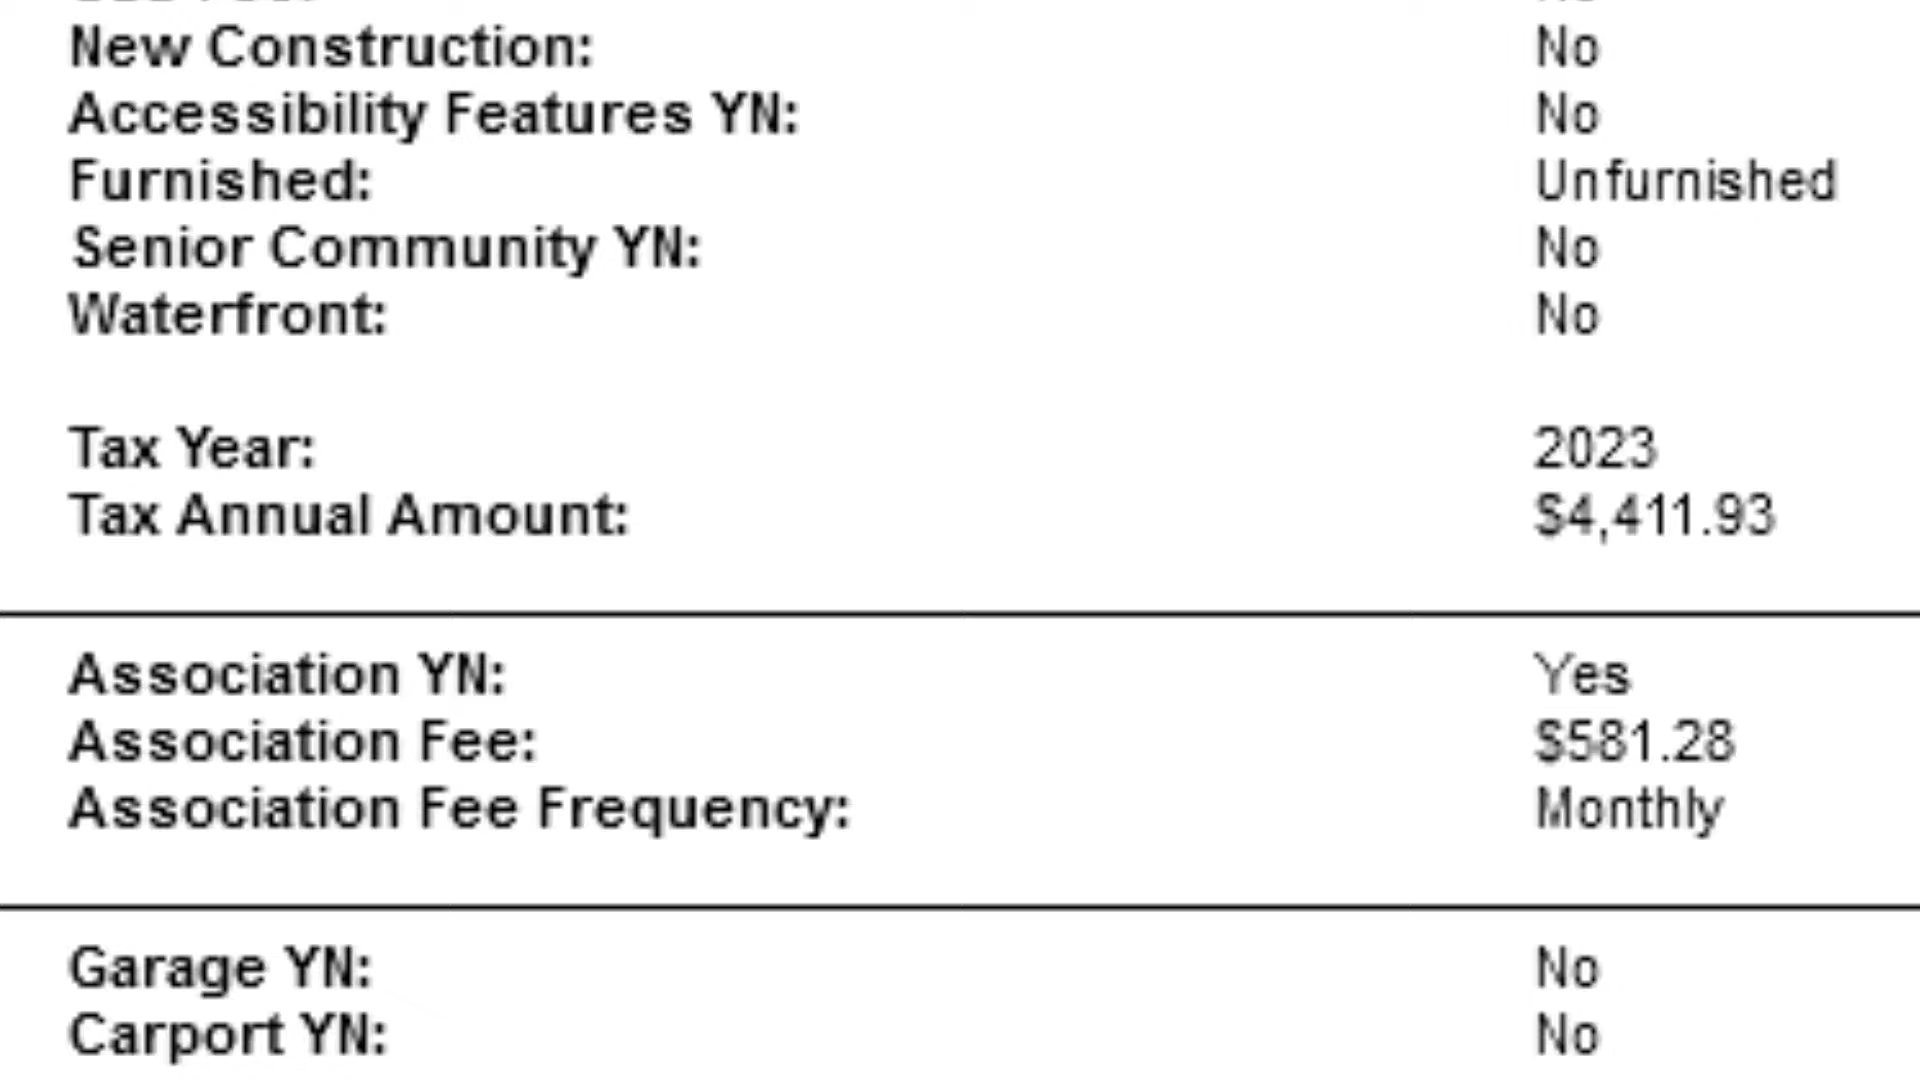 New Construction: No
Accessibility Features YN: No
Furnished: Unfurnished
Senior Community YN: No
Waterfront: No
Tax Year: 2023
Tax Annual Amount: $4,411.93
Association YN: Yes
Association Fee: $581.28
Association Fee Frequency: Monthly
Garage YN: No
Carport YN: No